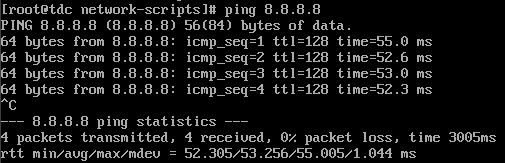 [root@tdc network-scripts]# ping 8.8.8.8
PING 8.8.8.8 (8.8.8.8) 56(84) bytes of data.
64 bytes from 8.8.8.8: icmp_seq=1 ttl=128 time=55.0 ms
64 bytes from 8.8.8.8: icmp_seq=2 ttl=128 time=52.6 ms
64 bytes from 8.8.8.8: icmp_seq=3 ttl=128 time=53.0 ms
64 bytes from 8.8.8.8: icmp_seq=4 ttl=128 time=52.3 ms
^C
--- 8.8.8.8 ping statistics ---
4 packets transmitted, 4 received, 0% packet loss, time 3005ms
rtt min/avg/max/mdev = 52.305/53.256/55.005/1.044 ms